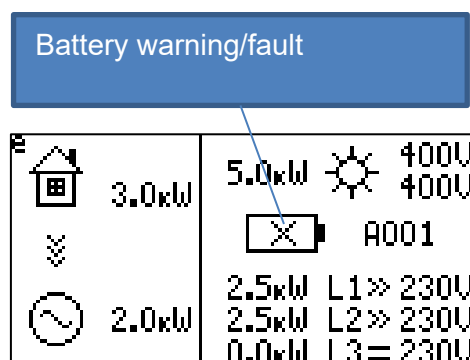 Battery warning/fault
3.0kW
2.0kW
5.0kW
400V
400V
A001
2.5kW L1» 230V
2.5kW L2» 230V
0.0kW L3= 230V